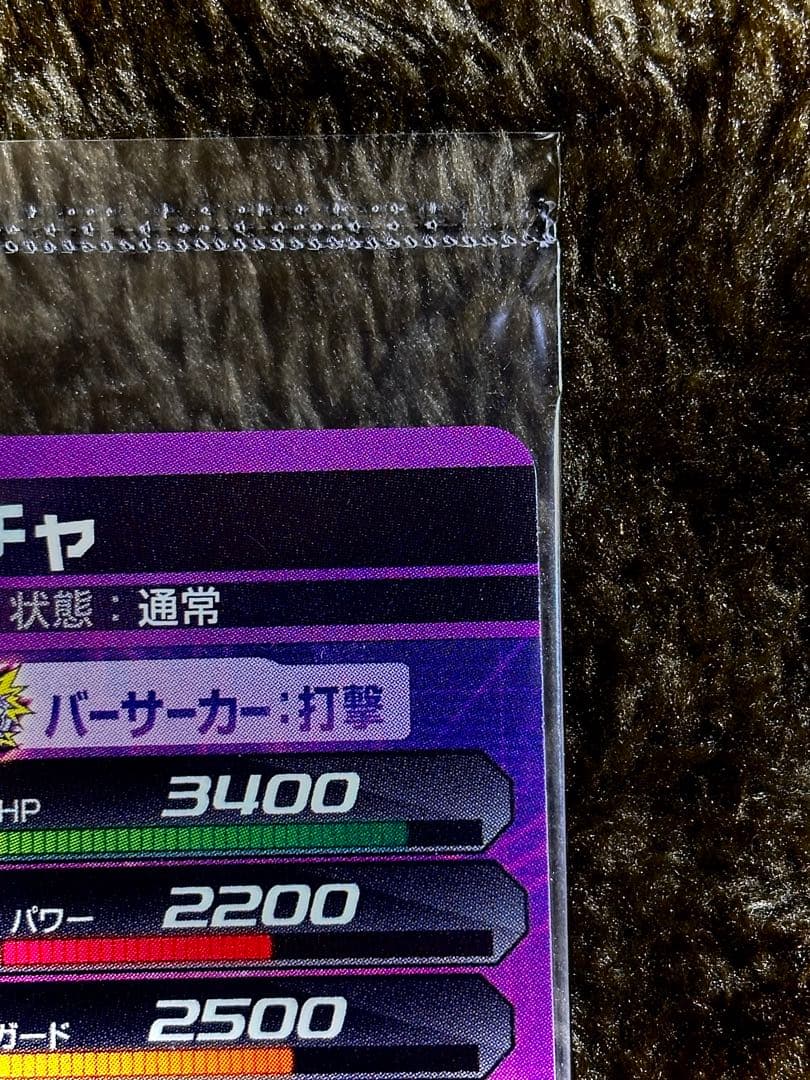 チャ
状態：通常
バーサーカー：打撃
HP 3400
パワー 2200
ガード 2500